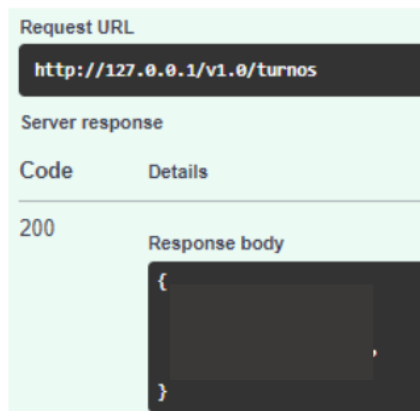 Request URL
http://127.0.0.1/v1.0/turnos
Server response
Code Details
200
Response body
{
,
}